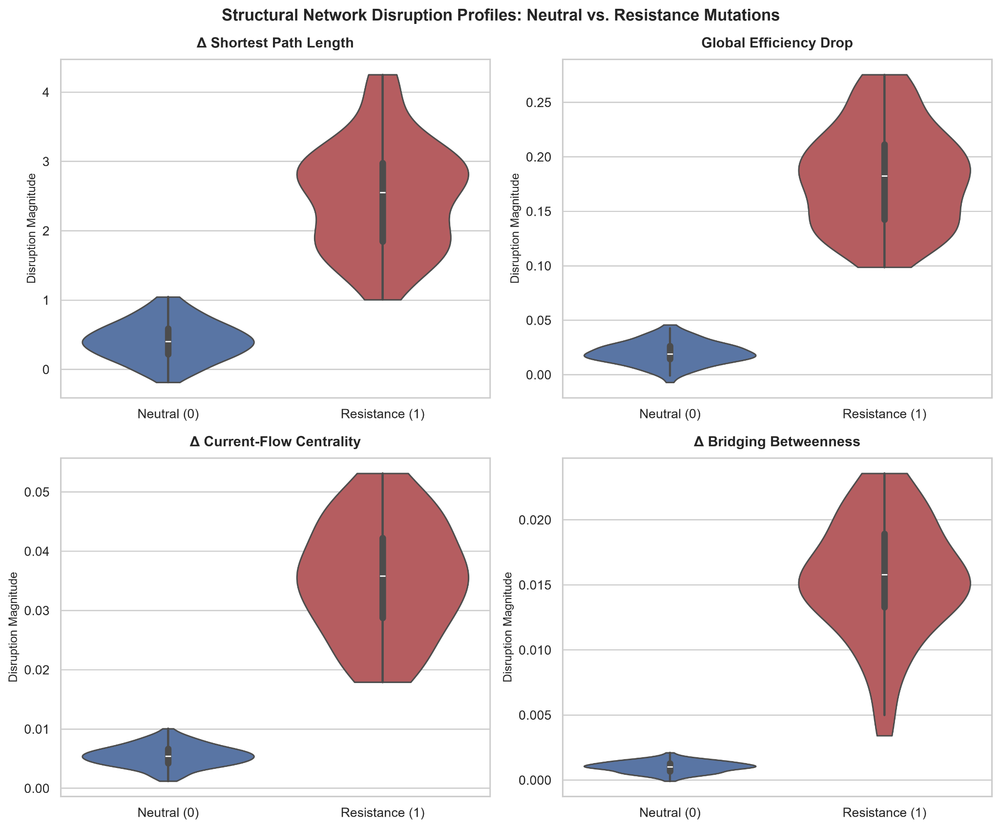 Structural Network Disruption Profiles: Neutral vs. Resistance Mutations
Δ Shortest Path Length
Disruption Magnitude
4
3
2
1
0
Neutral (0)
Resistance (1)
Global Efficiency Drop
Disruption Magnitude
0.25
0.20
0.15
0.10
0.05
0.00
Neutral (0)
Resistance (1)
Δ Current-Flow Centrality
Disruption Magnitude
0.05
0.04
0.03
0.02
0.01
0.00
Neutral (0)
Resistance (1)
Δ Bridging Betweenness
Disruption Magnitude
0.020
0.015
0.010
0.005
0.000
Neutral (0)
Resistance (1)